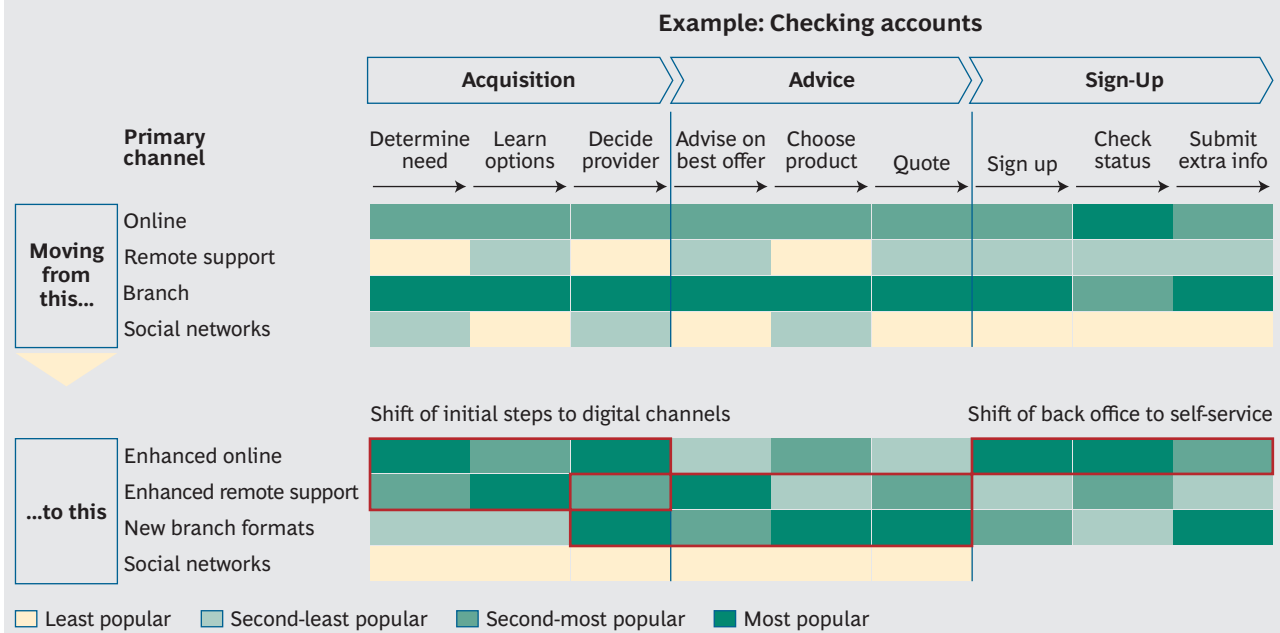 Example: Checking accounts
Acquisition
Advice
Sign-Up
Primary
channel
Determine
need
Learn
options
Decide
provider
Advise on
best offer
Choose
product
Quote
Sign up
Check
status
Submit
extra info
Moving
from
this...
Online
Remote support
Branch
Social networks
Shift of initial steps to digital channels
Shift of back office to self-service
...to this
Enhanced online
Enhanced remote support
New branch formats
Social networks
Least popular
Second-least popular
Second-most popular
Most popular